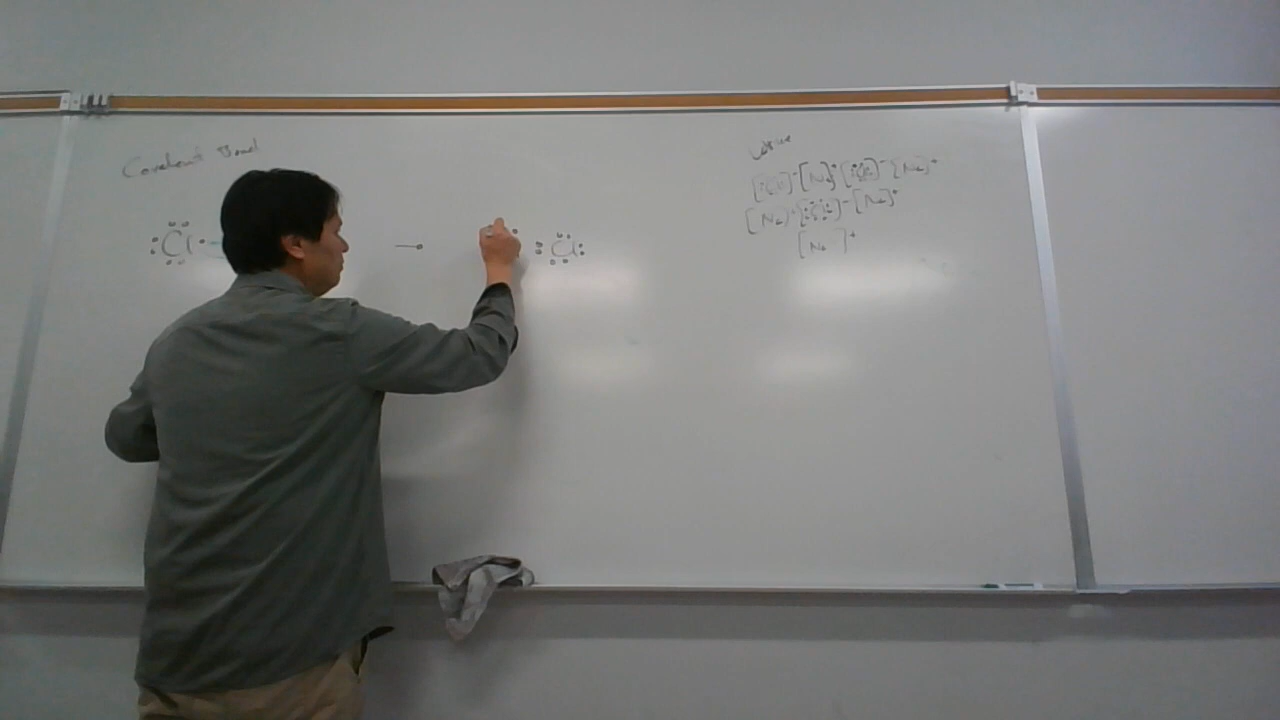 Covalent Bond
Cl → Cl
Lattice
[Cl]⁻ [Na]⁺ [Cl]⁻ [Na]⁺
[Na]⁺ [Cl]⁻ [Na]⁺
[Na]⁺